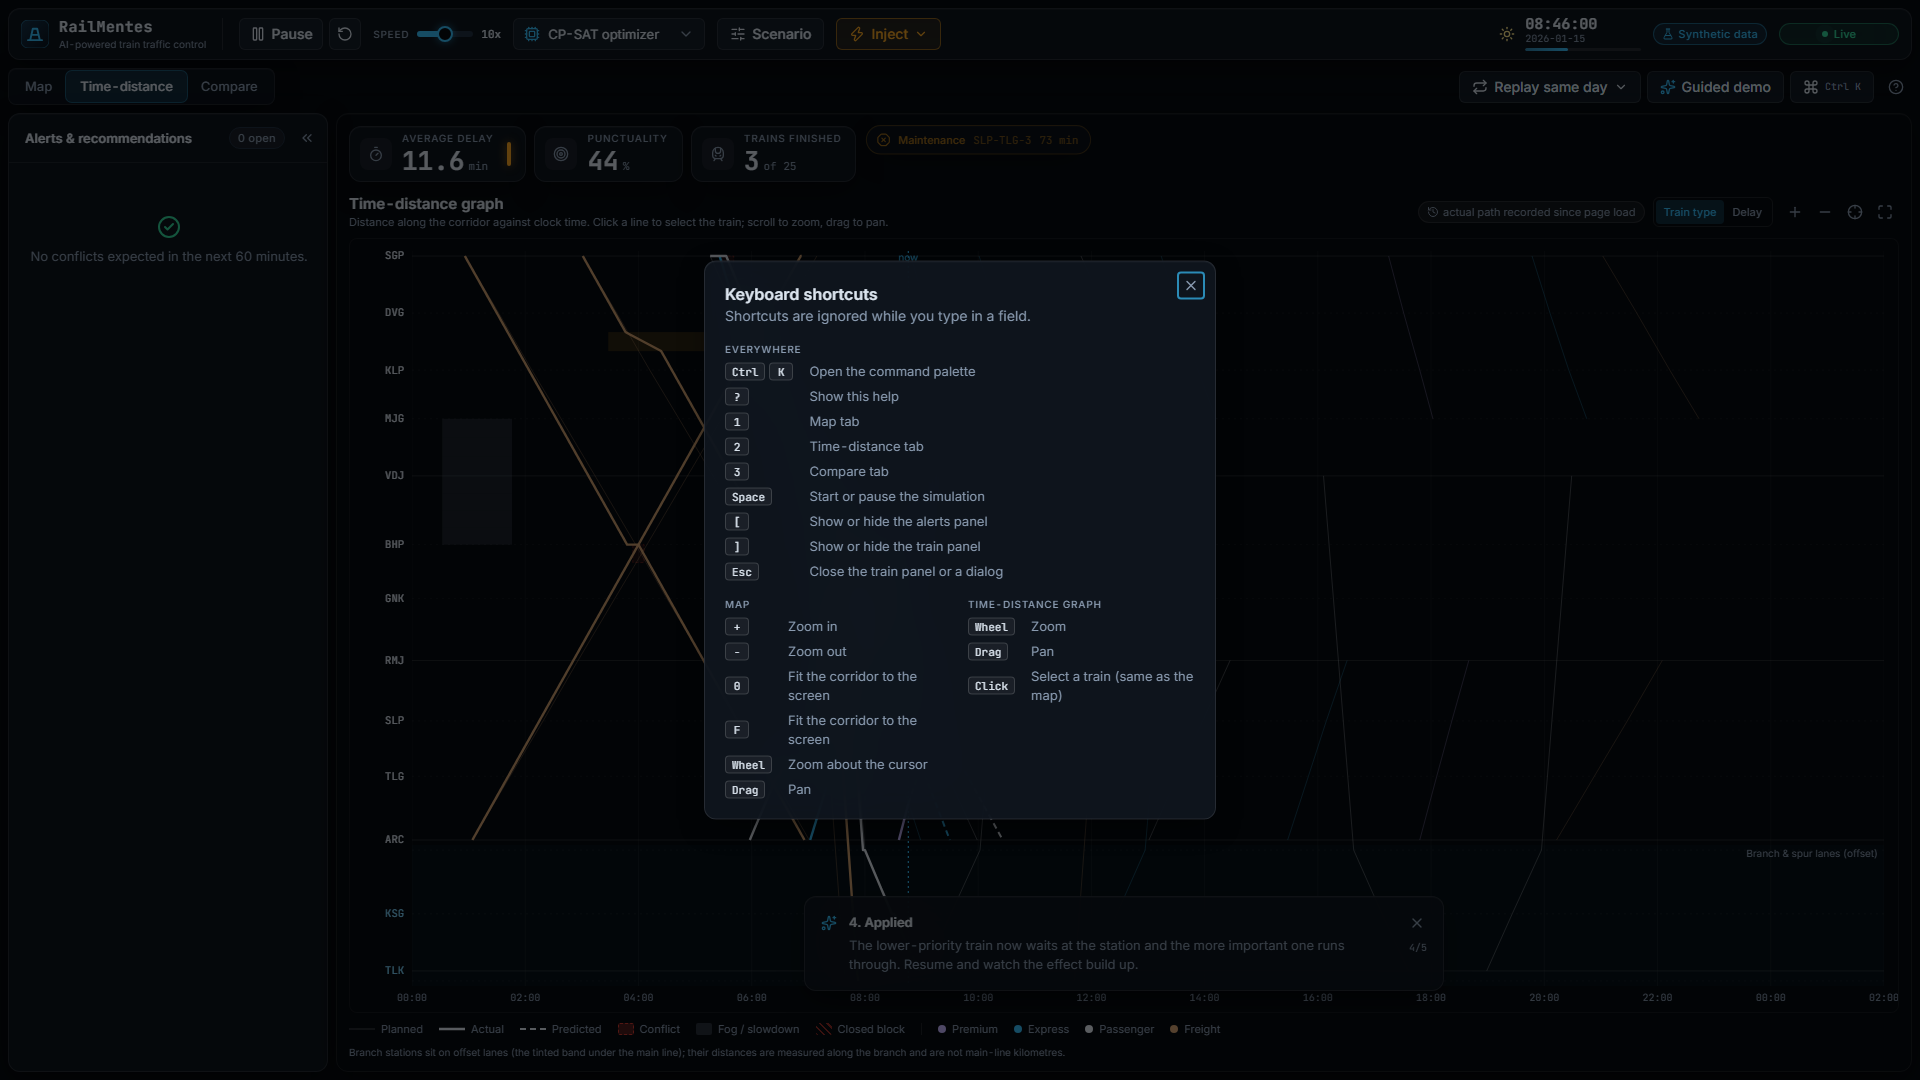 RailMentes
AI-powered train traffic control
Pause
SPEED
10x
CP-SAT optimizer
Scenario
Inject
08:46:00
2026-01-15
Synthetic data
Live
Map
Time-distance
Compare
Replay same day
Guided demo
Ctrl K
Alerts & recommendations
0 open
No conflicts expected in the next 60 minutes.
AVERAGE DELAY
11.6 min
PUNCTUALITY
44 %
TRAINS FINISHED
3 of 25
Maintenance SLP-TLG-3 73 min
Time-distance graph
Distance along the corridor against clock time. Click a line to select the train; scroll to zoom, drag to pan.
actual path recorded since page load
Train type
Delay
now
SGP
DVG
KLP
MJG
VDJ
BHP
GNK
RMJ
SLP
TLG
ARC
KSG
TLK
Keyboard shortcuts
Shortcuts are ignored while you type in a field.
EVERYWHERE
Ctrl K Open the command palette
? Show this help
1 Map tab
2 Time-distance tab
3 Compare tab
Space Start or pause the simulation
[ Show or hide the alerts panel
] Show or hide the train panel
Esc Close the train panel or a dialog
MAP
+ Zoom in
- Zoom out
0 Fit the corridor to the
screen
F Fit the corridor to the
screen
Wheel Zoom about the cursor
Drag Pan
TIME-DISTANCE GRAPH
Wheel Zoom
Drag Pan
Click Select a train (same as the
map)
Branch & spur lanes (offset)
4. Applied
The lower-priority train now waits at the station and the more important one runs
through. Resume and watch the effect build up.
4/5
00:00 02:00 04:00 06:00 08:00 10:00 12:00 14:00 16:00 18:00 20:00 22:00 00:00 02:00
Planned Actual Predicted Conflict Fog / slowdown Closed block Premium Express Passenger Freight
Branch stations sit on offset lanes (the tinted band under the main line); their distances are measured along the branch and are not main-line kilometres.